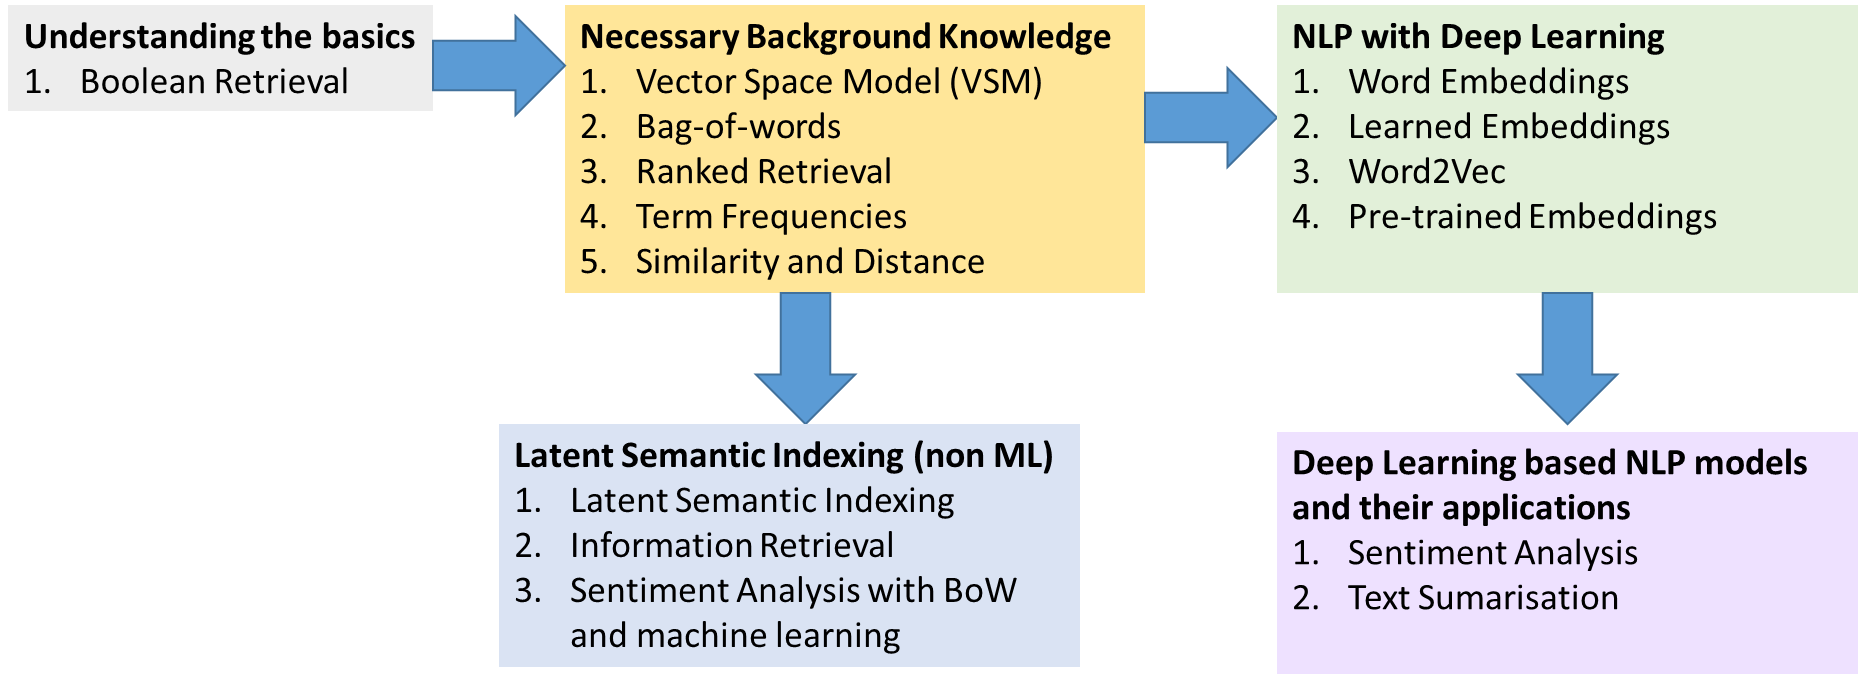 Understanding the basics
1. Boolean Retrieval
Necessary Background Knowledge
1. Vector Space Model (VSM)
2. Bag-of-words
3. Ranked Retrieval
4. Term Frequencies
5. Similarity and Distance
NLP with Deep Learning
1. Word Embeddings
2. Learned Embeddings
3. Word2Vec
4. Pre-trained Embeddings
Latent Semantic Indexing (non ML)
1. Latent Semantic Indexing
2. Information Retrieval
3. Sentiment Analysis with BoW
and machine learning
Deep Learning based NLP models
and their applications
1. Sentiment Analysis
2. Text Sumarisation